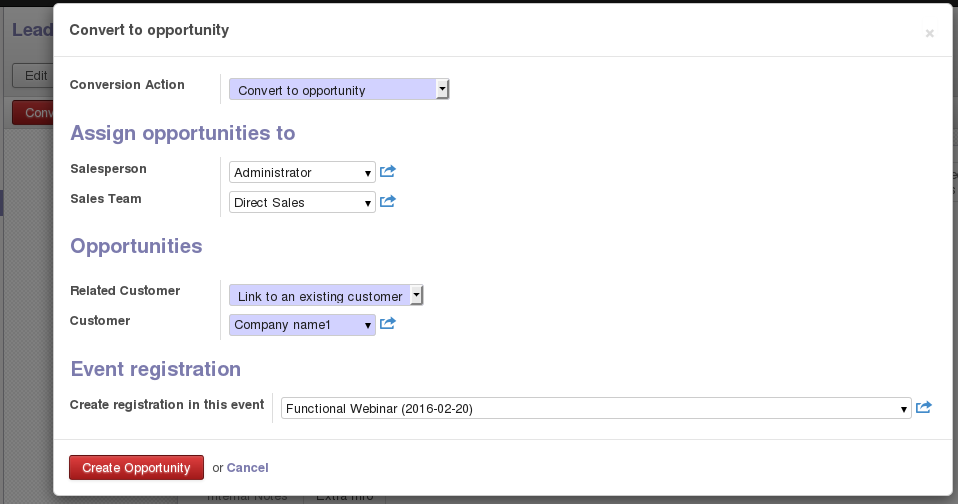 Lead
Convert to opportunity
×
Edit
Conversion Action
Convert to opportunity
Conv
Assign opportunities to
Salesperson
Administrator
Sales Team
Direct Sales
Opportunities
Related Customer
Link to an existing customer
Customer
Company name1
Event registration
Create registration in this event
Functional Webinar (2016-02-20)
Create Opportunity or Cancel
Internal Notes Extra Info